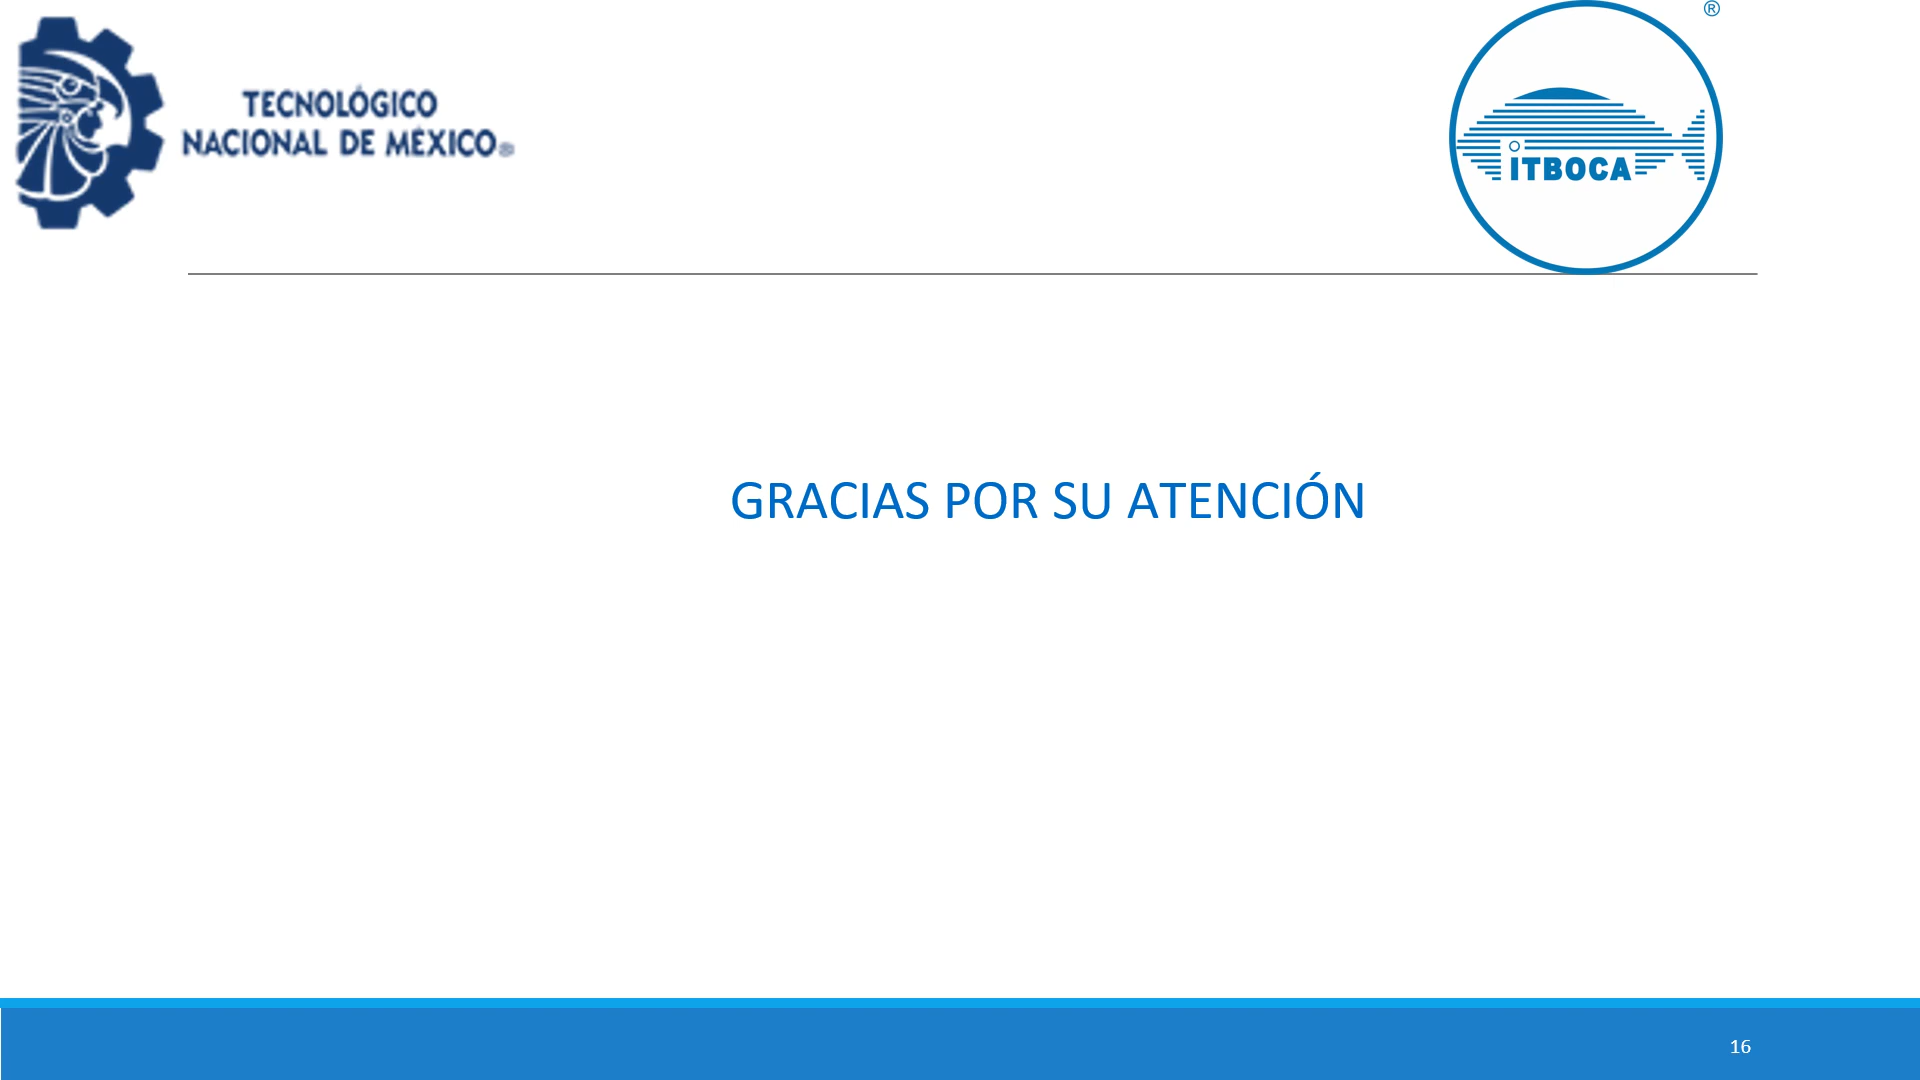 TECNOLÓGICO
NACIONAL DE MÉXICO®
®
ITBOCA
GRACIAS POR SU ATENCIÓN
16